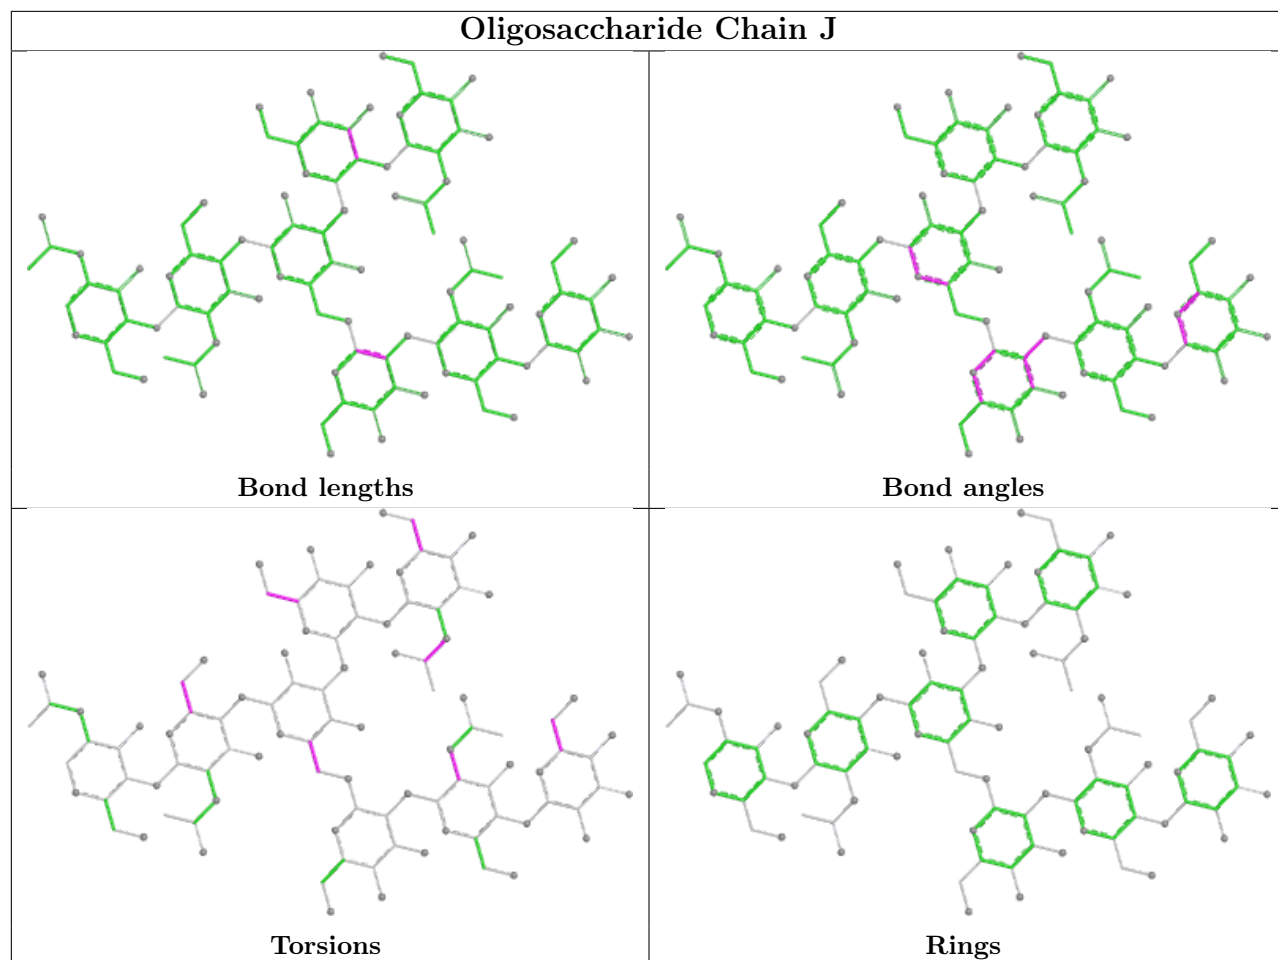 Oligosaccharide Chain J
Bond lengths
Bond angles
Torsions
Rings